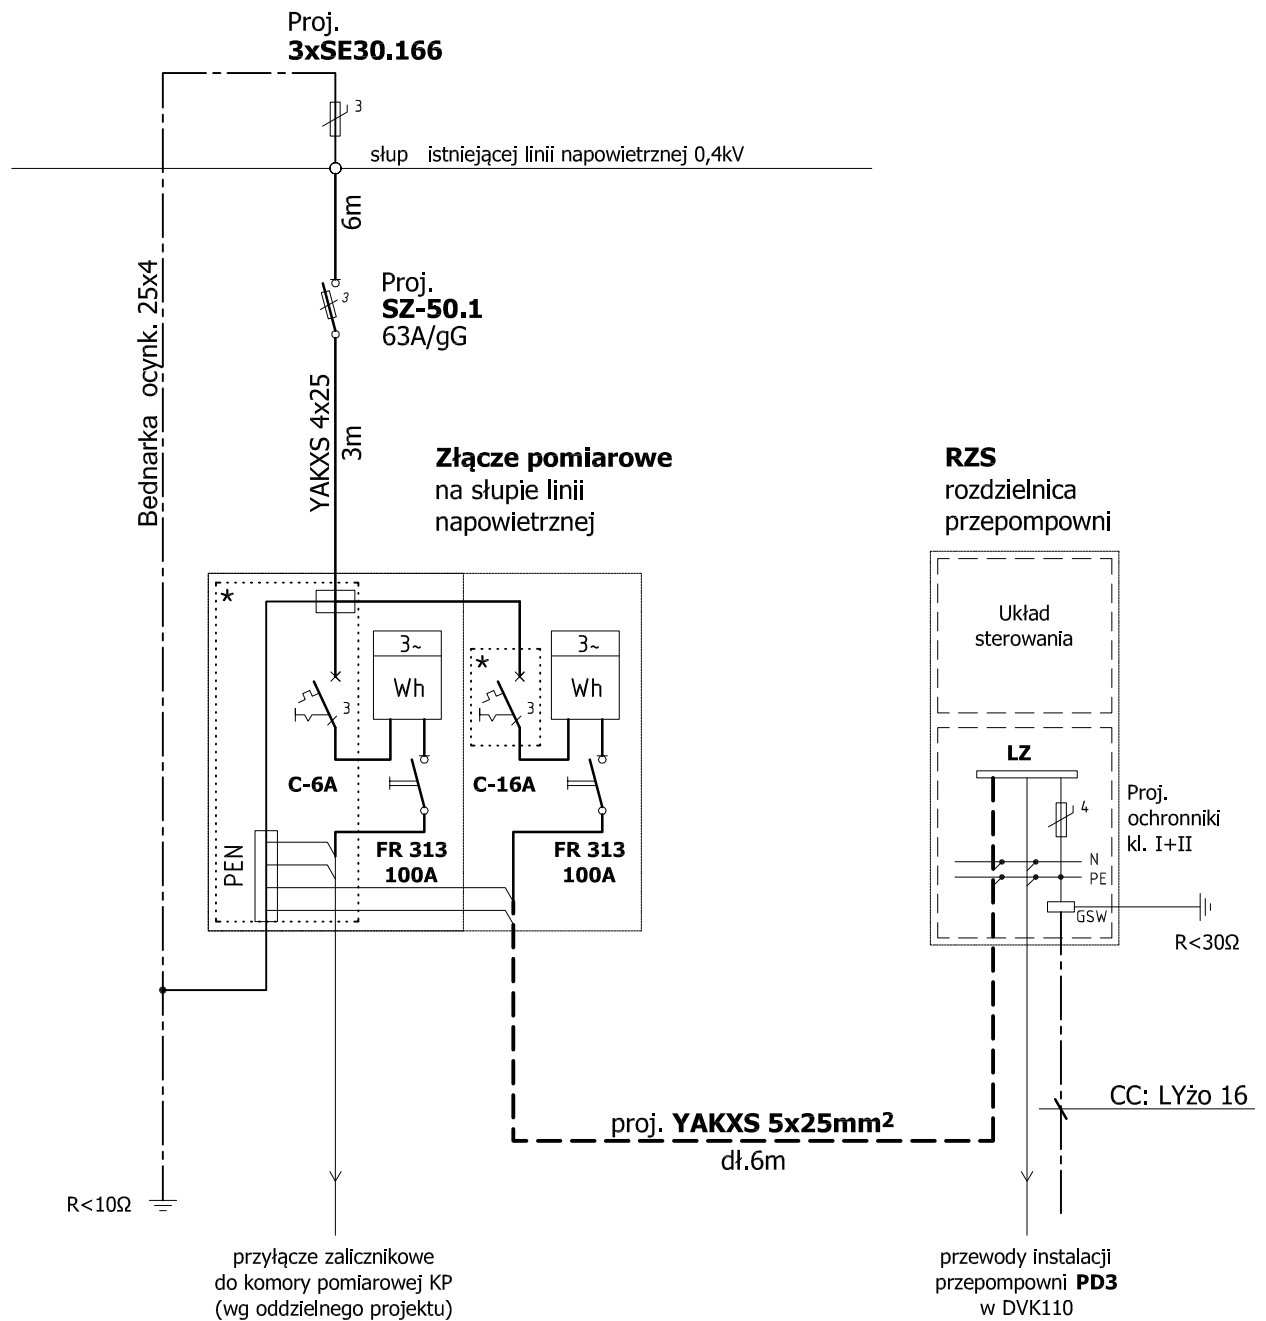 Proj.
3xSE30.166
3
słup istniejącej linii napowietrznej 0,4kV
6m
Bednarka ocynk. 25x4
3
Proj.
SZ-50.1
63A/gG
YAKXS 4x25
3m
Złącze pomiarowe
na słupie linii
napowietrznej
RZS
rozdzielnica
przepompowni
*
3~
Wh
3
C-6A
FR 313
100A
*
3~
Wh
3
C-16A
FR 313
100A
PEN
Układ
sterowania
LZ
4
Proj.
ochronniki
kl. I+II
N
PE
GSW
R<30Ω
CC: LYżo 16
proj. YAKXS 5x25mm²
dł.6m
R<10Ω
przyłącze zalicznikowe
do komory pomiarowej KP
(wg oddzielnego projektu)
przewody instalacji
przepompowni PD3
w DVK110